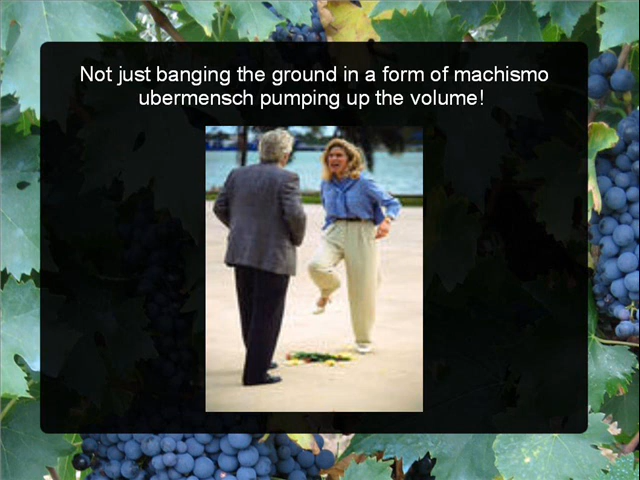 Not just banging the ground in a form of machismo
ubermensch pumping up the volume!